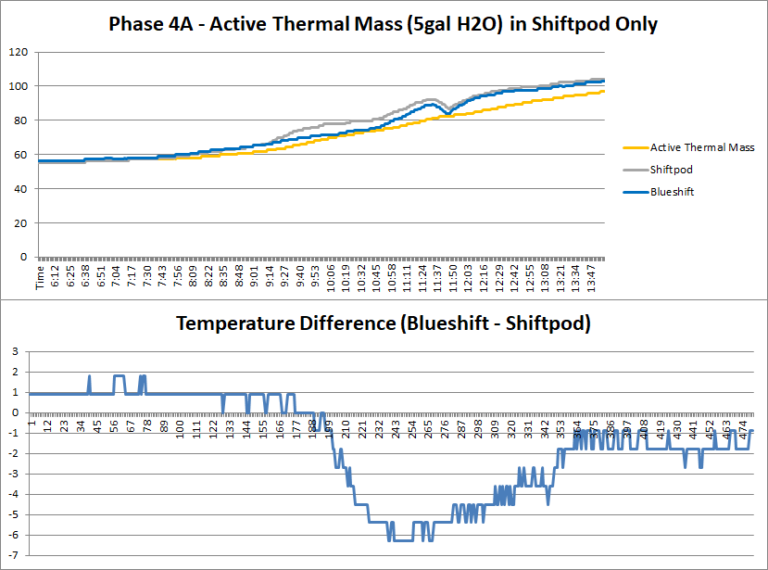 Phase 4A - Active Thermal Mass (5gal H2O) in Shiftpod Only
120
100
80
60
40
20
0
Time 6:12 6:25 6:38 6:51 7:04 7:17 7:30 7:43 7:56 8:09 8:22 8:35 8:48 9:01 9:14 9:27 9:40 9:53 10:06 10:19 10:32 10:45 10:58 11:11 11:24 11:37 11:50 12:03 12:16 12:29 12:42 12:55 13:08 13:21 13:34 13:47
Active Thermal Mass
Shiftpod
Blueshift
Temperature Difference (Blueshift - Shiftpod)
3
2
1
0
-1
-2
-3
-4
-5
-6
-7
1 12 23 34 45 56 67 78 89 100 111 122 133 144 155 166 177 188 199 210 221 232 243 254 265 276 287 298 309 320 331 342 353 364 375 386 397 408 419 430 441 452 463 474